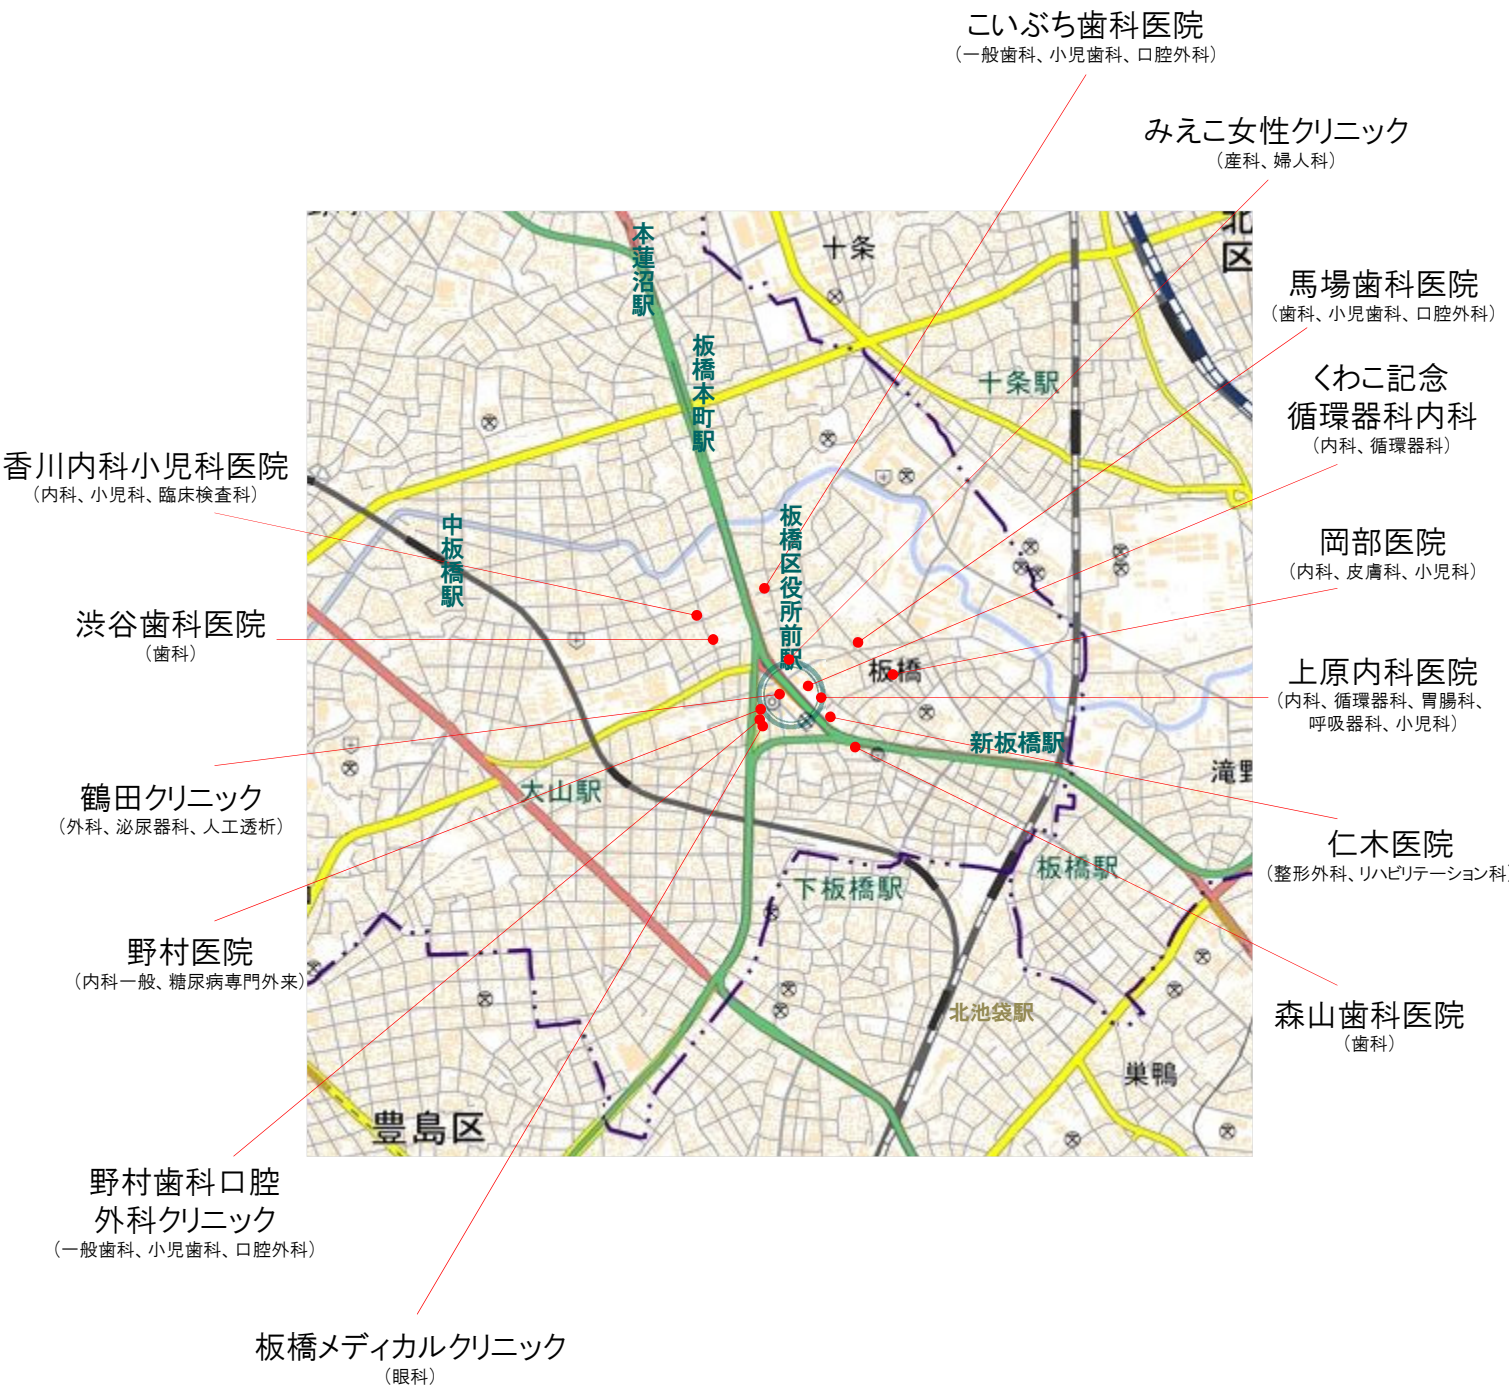 こいぶち歯科医院
（一般歯科、小児歯科、口腔外科）
みえこ女性クリニック
（産科、婦人科）
馬場歯科医院
（歯科、小児歯科、口腔外科）
くわこ記念
循環器科内科
（内科、循環器科）
岡部医院
（内科、皮膚科、小児科）
上原内科医院
（内科、循環器科、胃腸科、
呼吸器科、小児科）
仁木医院
（整形外科、リハビリテーション科）
森山歯科医院
（歯科）
香川内科小児科医院
（内科、小児科、臨床検査科）
渋谷歯科医院
（歯科）
鶴田クリニック
（外科、泌尿器科、人工透析）
野村医院
（内科一般、糖尿病専門外来）
野村歯科口腔
外科クリニック
（一般歯科、小児歯科、口腔外科）
板橋メディカルクリニック
（眼科）
本蓮沼駅
十条
北
区
板橋本町駅
十条駅
中板橋駅
板橋区役所前駅
板橋
新板橋駅
滝野
大山駅
下板橋駅
板橋駅
北池袋駅
巣鴨
豊島区